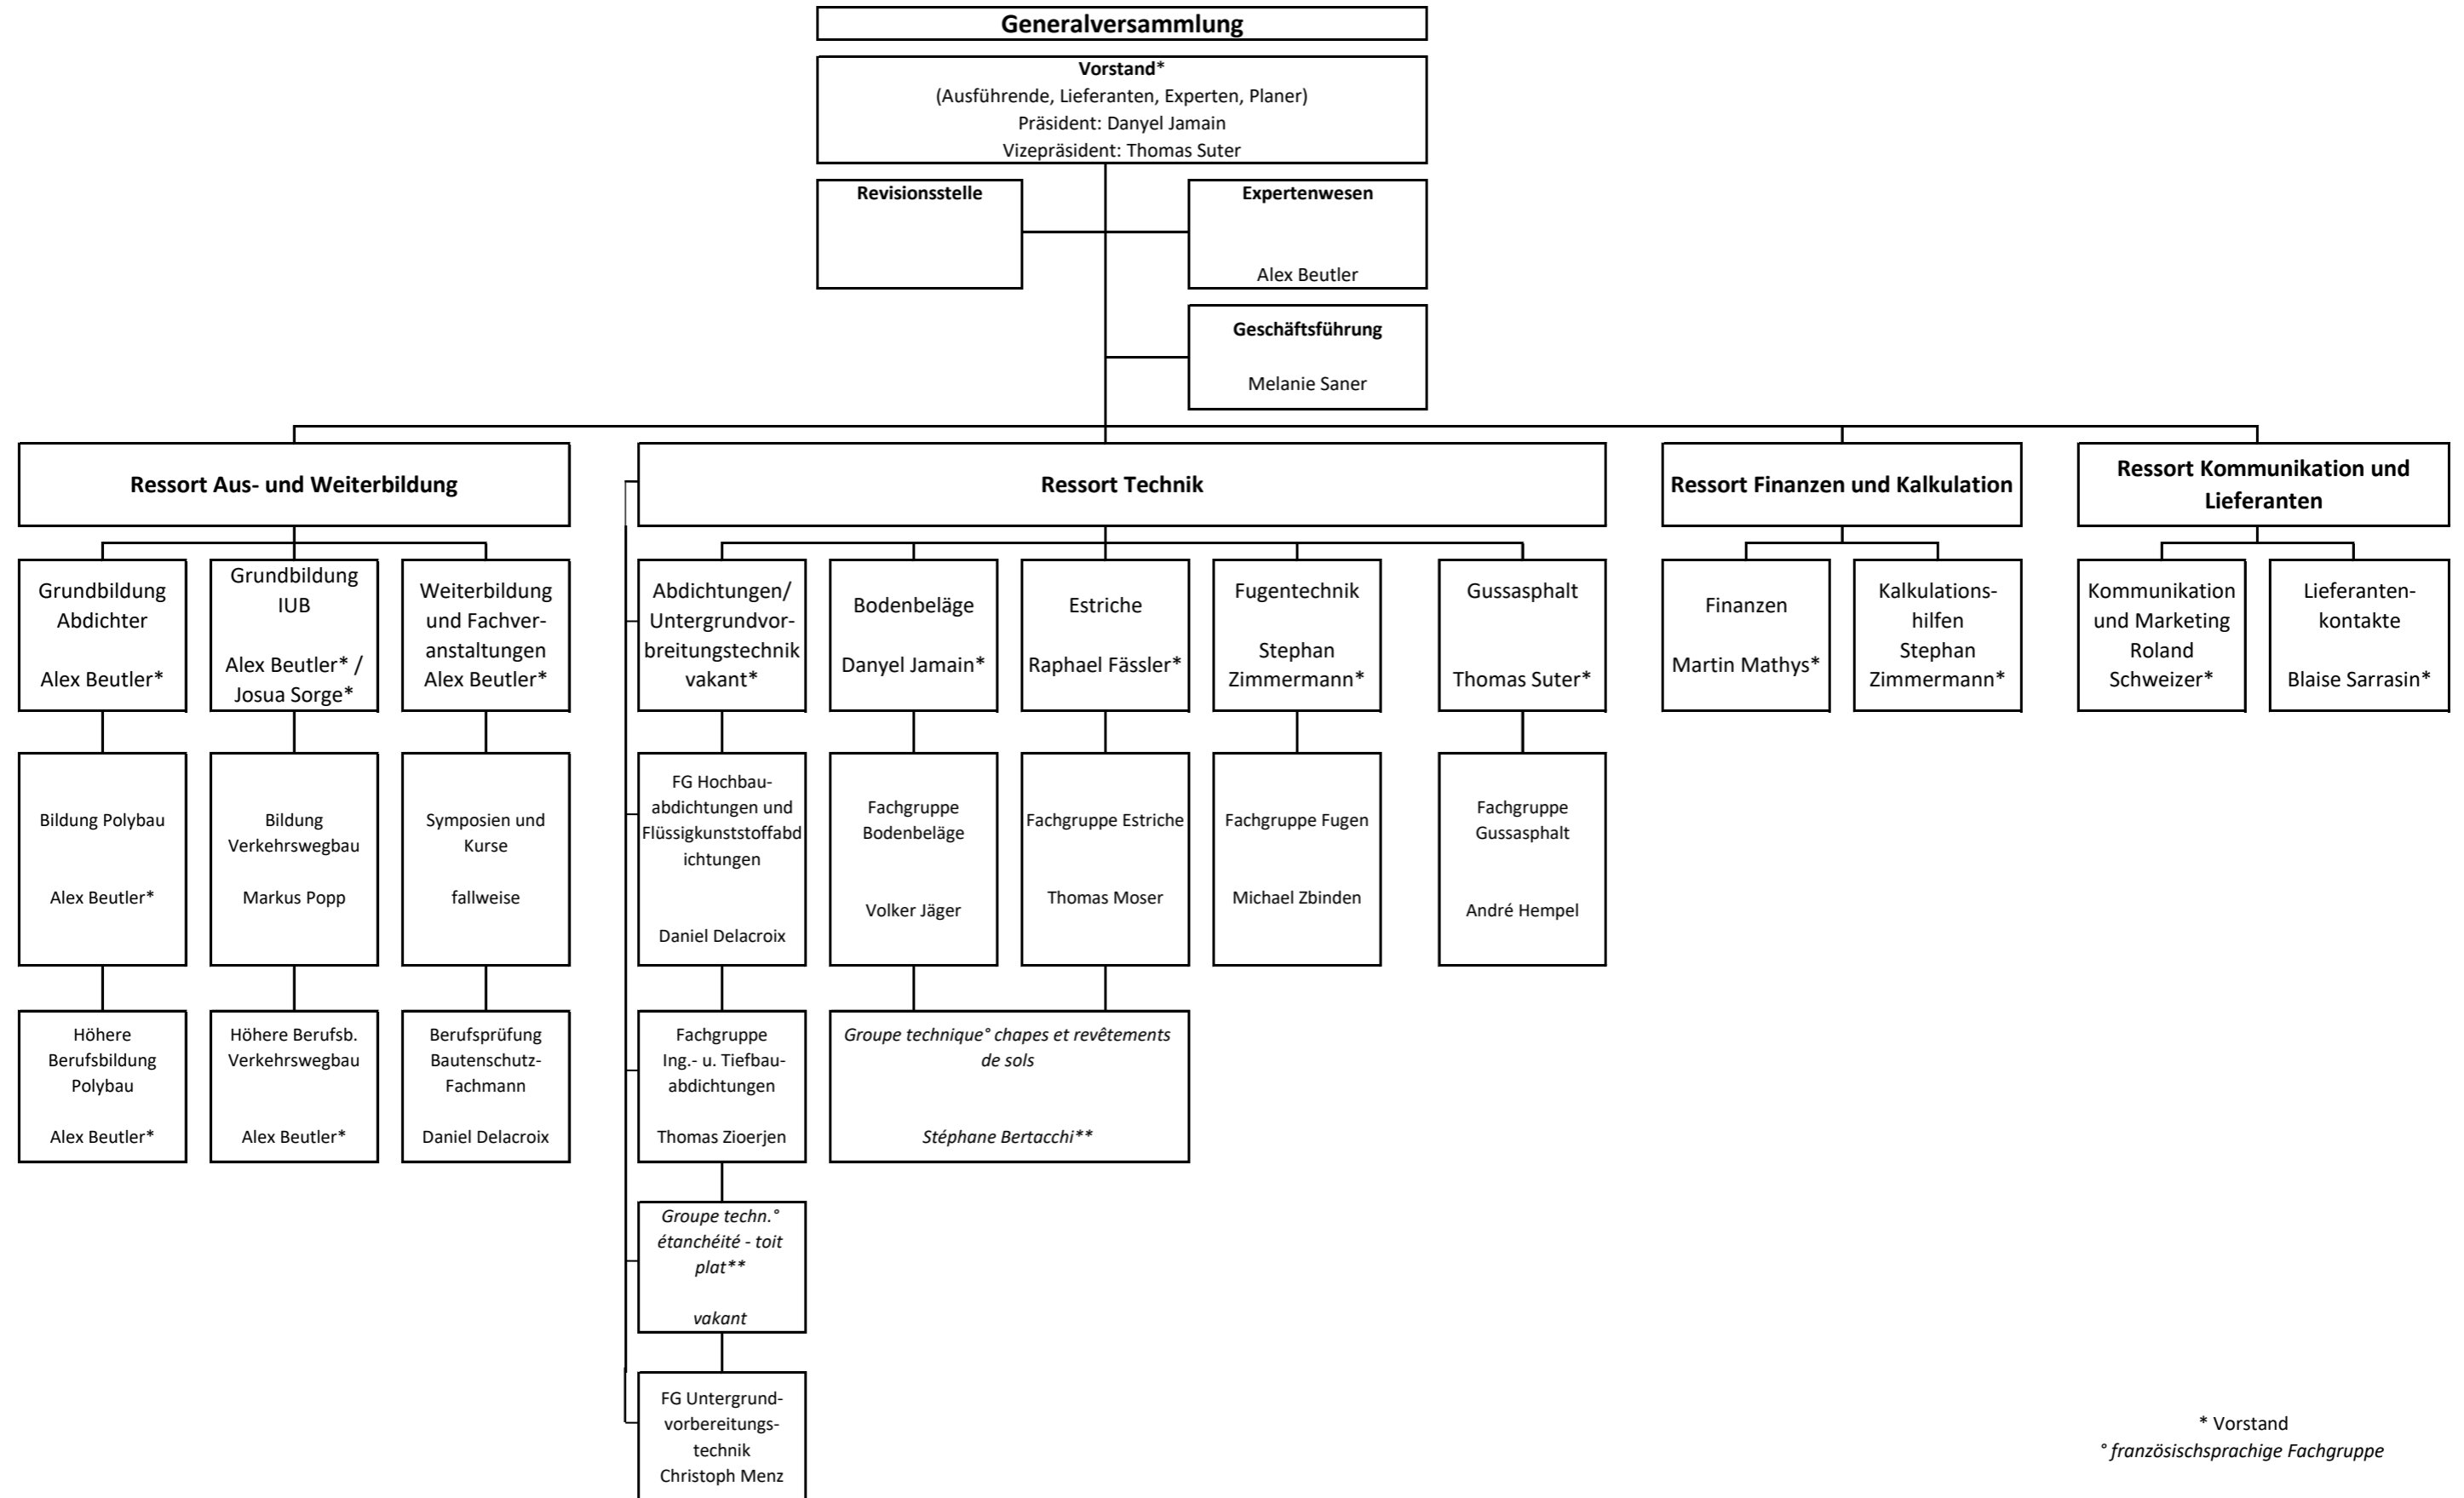 Generalversammlung
Vorstand*
(Ausführende, Lieferanten, Experten, Planer)
Präsident: Danyel Jamain
Vizepräsident: Thomas Suter
Revisionsstelle
Expertenwesen
Alex Beutler
Geschäftsführung
Melanie Saner
Ressort Aus- und Weiterbildung
Ressort Technik
Ressort Finanzen und Kalkulation
Ressort Kommunikation und
Lieferanten
Grundbildung
Abdichter
Alex Beutler*
Grundbildung
IUB
Alex Beutler* /
Josua Sorge*
Weiterbildung
und Fachver-
anstaltungen
Alex Beutler*
Abdichtungen/
Untergrundvor-
breitungstechnik
vakant*
Bodenbeläge
Danyel Jamain*
Estriche
Raphael Fässler*
Fugentechnik
Stephan
Zimmermann*
Gussasphalt
Thomas Suter*
Finanzen
Martin Mathys*
Kalkulations-
hilfen
Stephan
Zimmermann*
Kommunikation
und Marketing
Roland
Schweizer*
Lieferanten-
kontakte
Blaise Sarrasin*
Bildung Polybau
Alex Beutler*
Bildung
Verkehrswegbau
Markus Popp
Symposien und
Kurse
fallweise
FG Hochbau-
abdichtungen und
Flüssigkunststoffabd
ichtungen
Daniel Delacroix
Fachgruppe
Bodenbeläge
Volker Jäger
Fachgruppe Estriche
Thomas Moser
Fachgruppe Fugen
Michael Zbinden
Fachgruppe
Gussasphalt
André Hempel
Höhere
Berufsbildung
Polybau
Alex Beutler*
Höhere Berufsb.
Verkehrswegbau
Alex Beutler*
Berufsprüfung
Bautenschutz-
Fachmann
Daniel Delacroix
Fachgruppe
Ing.- u. Tiefbau-
abdichtungen
Thomas Zioerjen
Groupe technique° chapes et revêtements
de sols
Stéphane Bertacchi**
Groupe techn.°
étanchéité - toit
plat**
vakant
FG Untergrund-
vorbereitungs-
technik
Christoph Menz
* Vorstand
° französischsprachige Fachgruppe